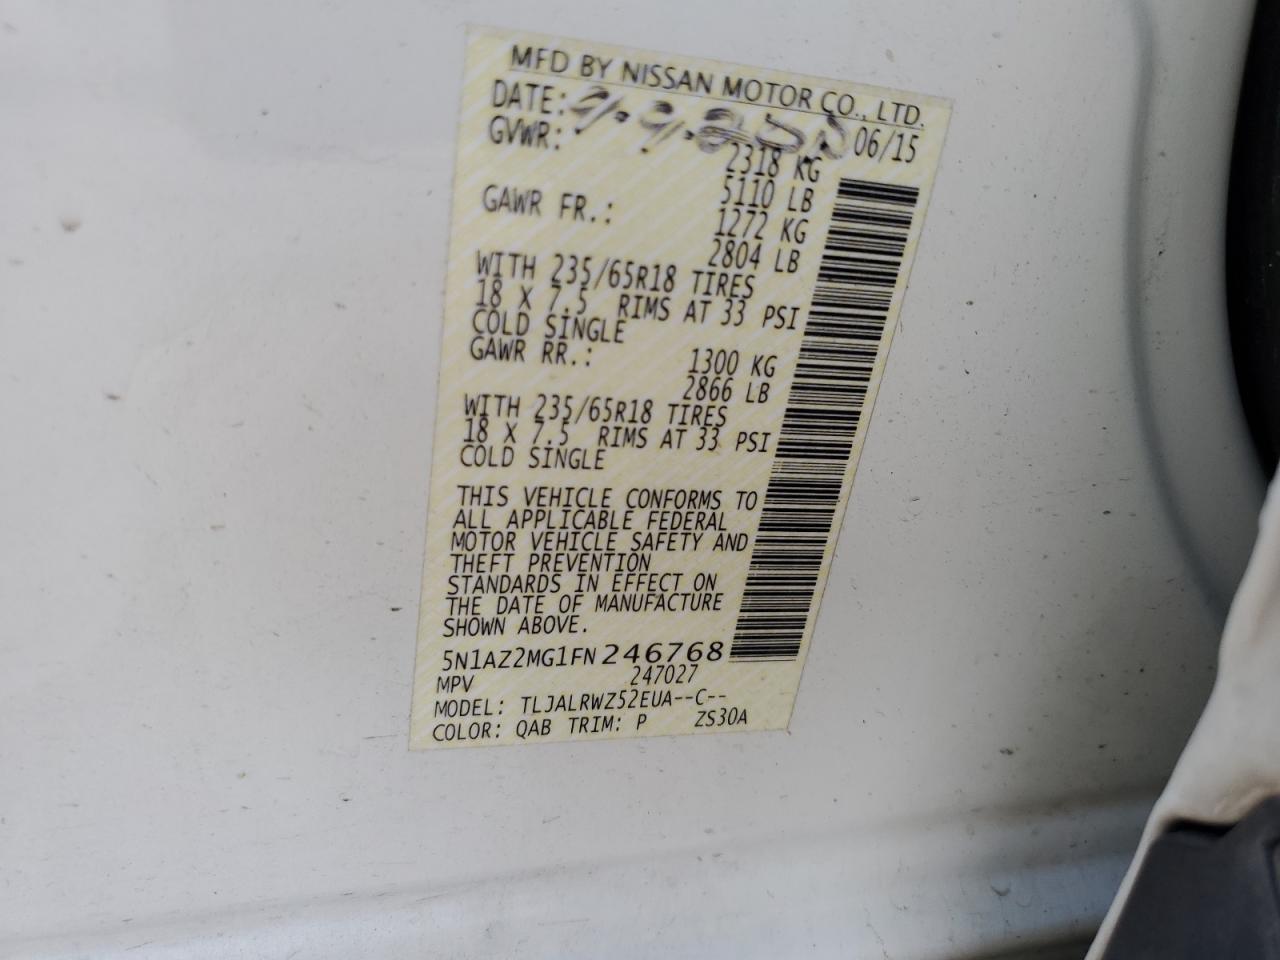 MFD BY NISSAN MOTOR CO., LTD.
DATE: 06/15
GVWR: 2318 KG
5110 LB
GAWR FR.: 1272 KG
2804 LB
WITH 235/65R18 TIRES
18 X 7.5 RIMS AT 33 PSI
COLD SINGLE
GAWR RR.: 1300 KG
2866 LB
WITH 235/65R18 TIRES
18 X 7.5 RIMS AT 33 PSI
COLD SINGLE
THIS VEHICLE CONFORMS TO
ALL APPLICABLE FEDERAL
MOTOR VEHICLE SAFETY AND
THEFT PREVENTION
STANDARDS IN EFFECT ON
THE DATE OF MANUFACTURE
SHOWN ABOVE.
5N1AZ2MG1FN246768
MPV 247027
MODEL: TLJALRWZ52EUA--C--
COLOR: QAB TRIM: P ZS30A